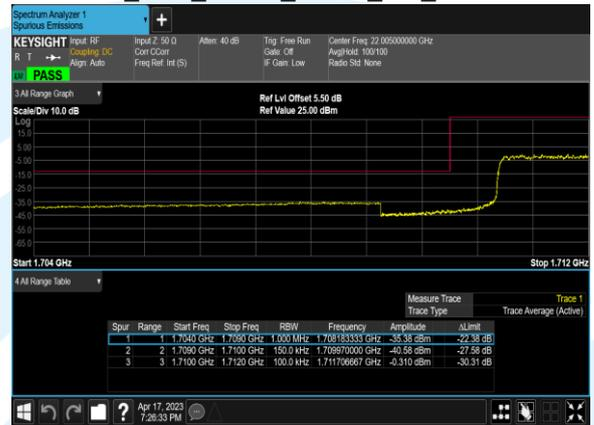 Spectrum Analyzer 1
Spurious Emissions
+
KEYSIGHT Input: RF Input Z: 50 Ω Atten: 40 dB Trig: Free Run Center Freq: 22.005000000 GHz
R T Coupling: DC Corr CCorr Gate: Off Avg|Hold: 100/100
Align: Auto Freq Ref: Int (S) IF Gain: Low Radio Std: None
PASS
3 All Range Graph
Ref Lvl Offset 5.50 dB
Scale/Div 10.0 dB Ref Value 25.00 dBm
Log
15.0
5.00
-5.00
-15.0
-25.0
-35.0
-45.0
-55.0
-65.0
Start 1.704 GHz Stop 1.712 GHz
4 All Range Table
Measure Trace Trace 1
Trace Type Trace Average (Active)
Spur Range Start Freq Stop Freq RBW Frequency Amplitude ΔLimit
1 1 1.7040 GHz 1.7090 GHz 1.000 MHz 1.708183333 GHz -35.38 dBm -22.38 dB
2 2 1.7090 GHz 1.7100 GHz 150.0 kHz 1.709970000 GHz -40.58 dBm -27.58 dB
3 3 1.7100 GHz 1.7120 GHz 100.0 kHz 1.711706667 GHz -0.310 dBm -30.31 dB
? Apr 17, 2023
7:26:33 PM